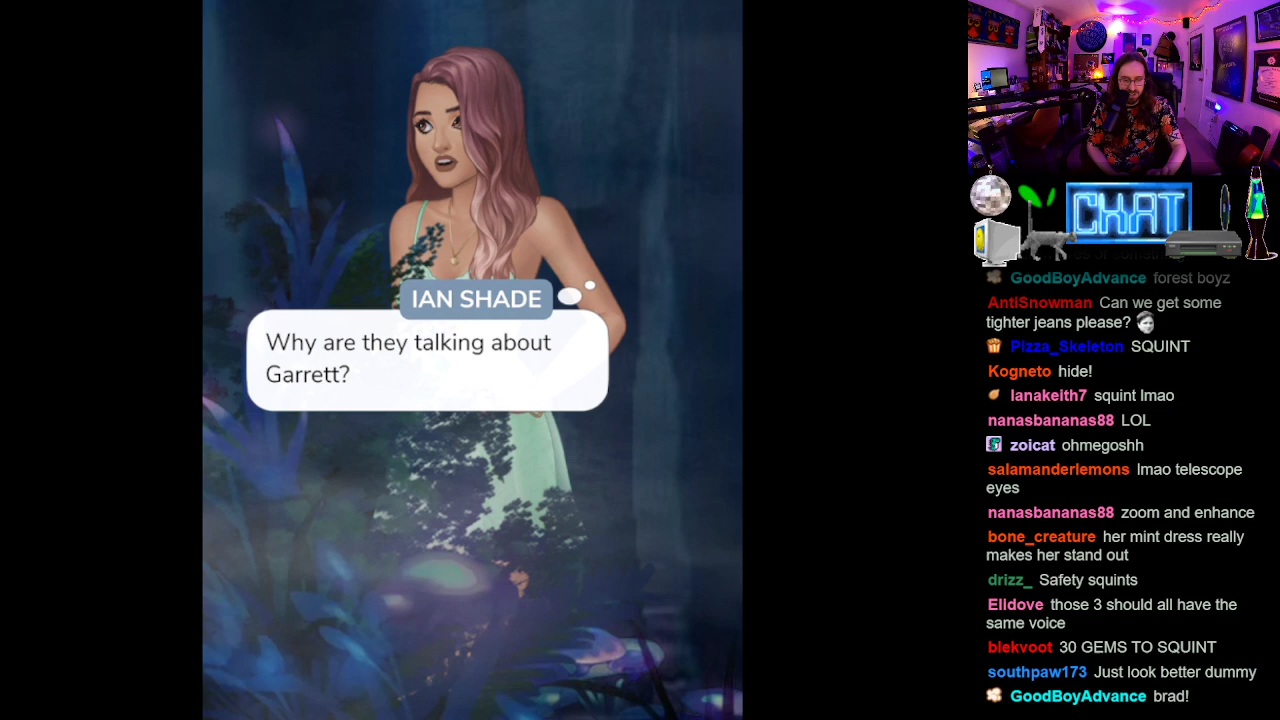 IAN SHADE
Why are they talking about
Garrett?
CHAT
GoodBoyAdvance forest boyz
AntiSnowman Can we get some
tighter jeans please?
Pizza_Skeleton SQUINT
Kogneto hide!
lanakeith7 squint lmao
nanasbananas88 LOL
zoicat ohmegoshh
salamanderlemons lmao telescope
eyes
nanasbananas88 zoom and enhance
bone_creature her mint dress really
makes her stand out
drizz_ Safety squints
Elldove those 3 should all have the
same voice
blekvoot 30 GEMS TO SQUINT
southpaw173 Just look better dummy
GoodBoyAdvance brad!